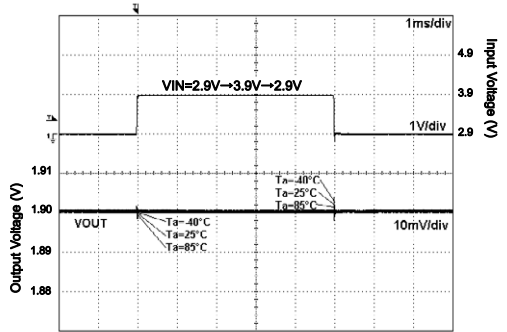 1ms/div
4.9
Input Voltage (V)
VIN=2.9V→3.9V→2.9V
3.9
1V/div
2.9
1.91
Ta=-40°C
Ta=25°C
Ta=85°C
Output Voltage (V)
1.90
VOUT
10mV/div
Ta=-40°C
Ta=25°C
Ta=85°C
1.89
1.88